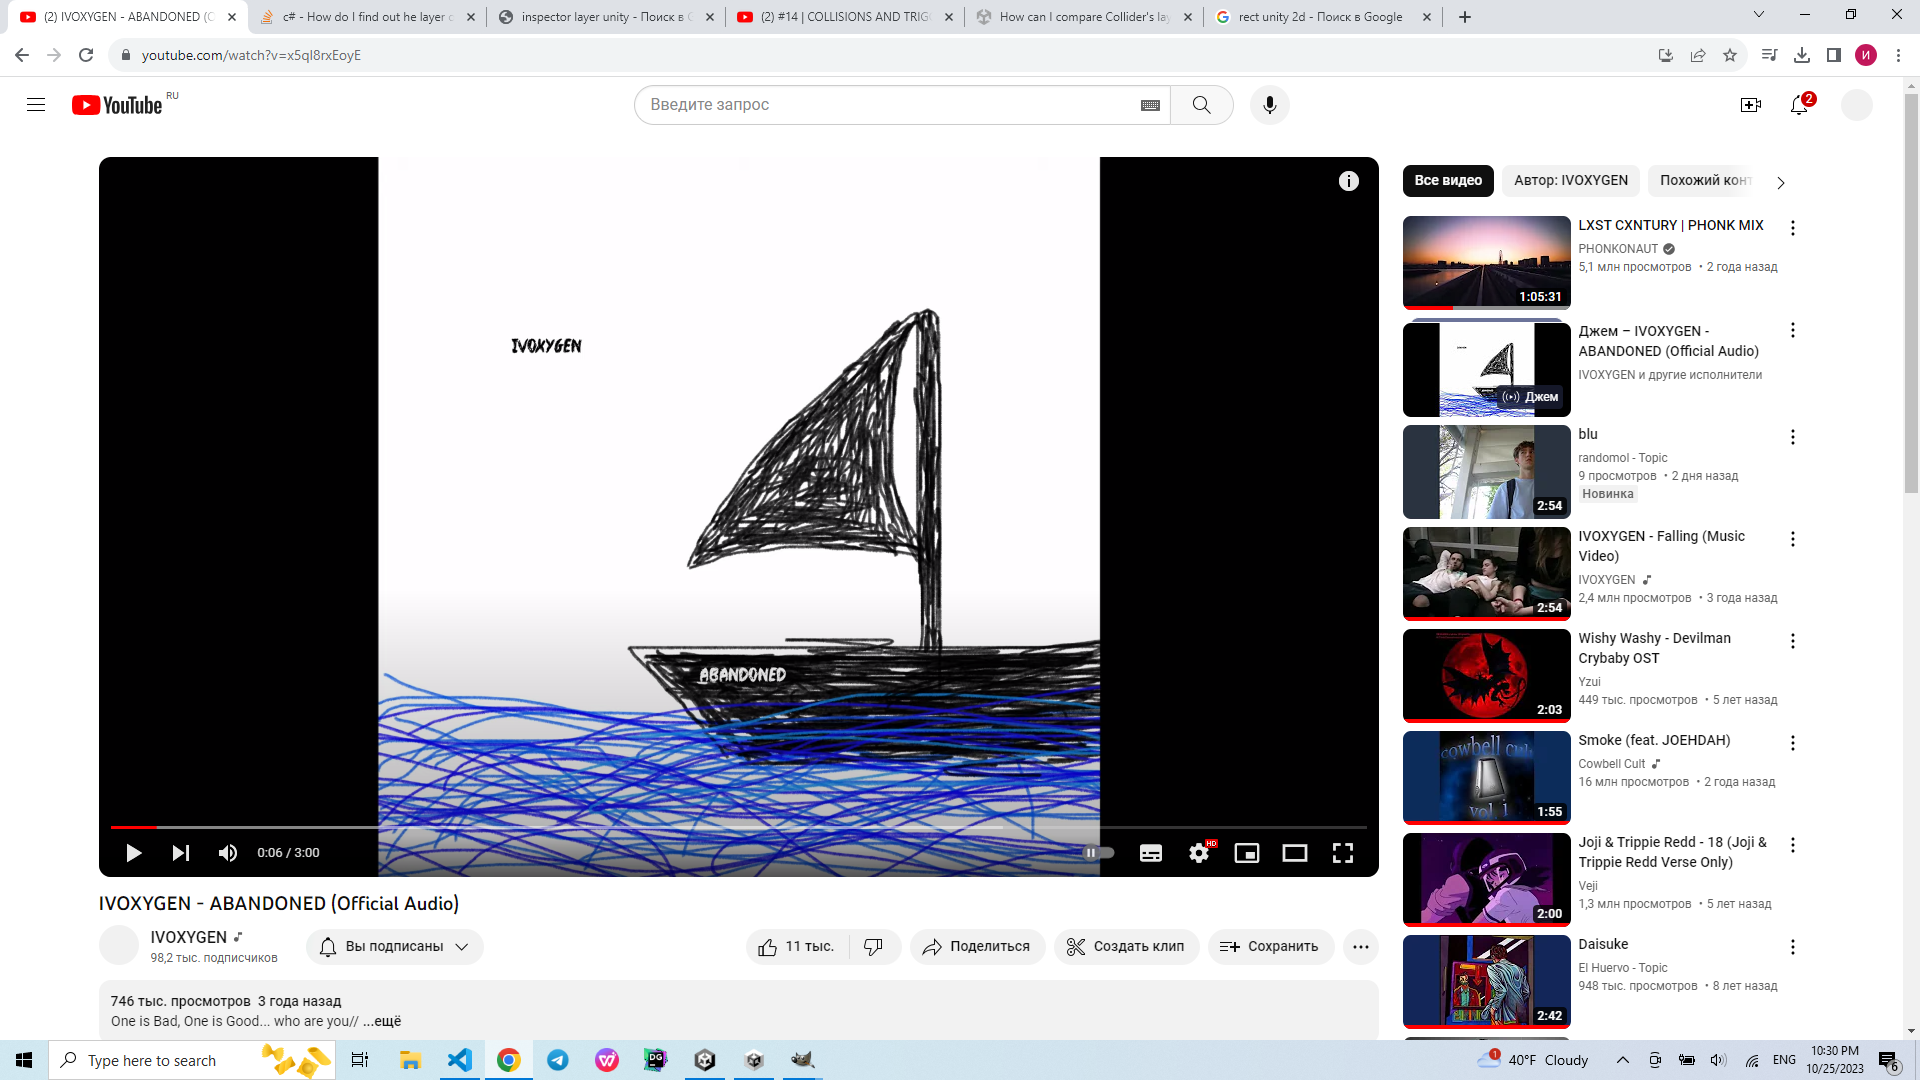 (2) IVOXYGEN - ABANDONED (
c# - How do I find out he layer
inspector layer unity - Поиск в
(2) #14 | COLLISIONS AND TRIG
How can I compare Collider's la
rect unity 2d - Поиск в Google
youtube.com/watch?v=x5ql8rxEoyE
И
YouTube RU
Введите запрос
2
IVOXYGEN
ABANDONED
0:06 / 3:00
HD
IVOXYGEN - ABANDONED (Official Audio)
IVOXYGEN
98,2 тыс. подписчиков
Вы подписаны
11 тыс.
Поделиться
Создать клип
Сохранить
746 тыс. просмотров 3 года назад
One is Bad, One is Good... who are you// ...ещё
Все видео
Автор: IVOXYGEN
Похожий конт
LXST CXNTURY | PHONK MIX
PHONKONAUT
5,1 млн просмотров • 2 года назад
1:05:31
Джем – IVOXYGEN -
ABANDONED (Official Audio)
IVOXYGEN и другие исполнители
Джем
blu
randomol - Topic
9 просмотров • 2 дня назад
Новинка
2:54
IVOXYGEN - Falling (Music
Video)
IVOXYGEN
2,4 млн просмотров • 3 года назад
2:54
Wishy Washy - Devilman
Crybaby OST
Yzui
449 тыс. просмотров • 5 лет назад
2:03
Smoke (feat. JOEHDAH)
Cowbell Cult
16 млн просмотров • 2 года назад
cowbell cult
vol. 1
1:55
Joji & Trippie Redd - 18 (Joji &
Trippie Redd Verse Only)
Veji
1,3 млн просмотров • 5 лет назад
2:00
Daisuke
El Huervo - Topic
948 тыс. просмотров • 8 лет назад
2:42
Type here to search
DG
1
40°F Cloudy
ENG
10:30 PM
10/25/2023
6